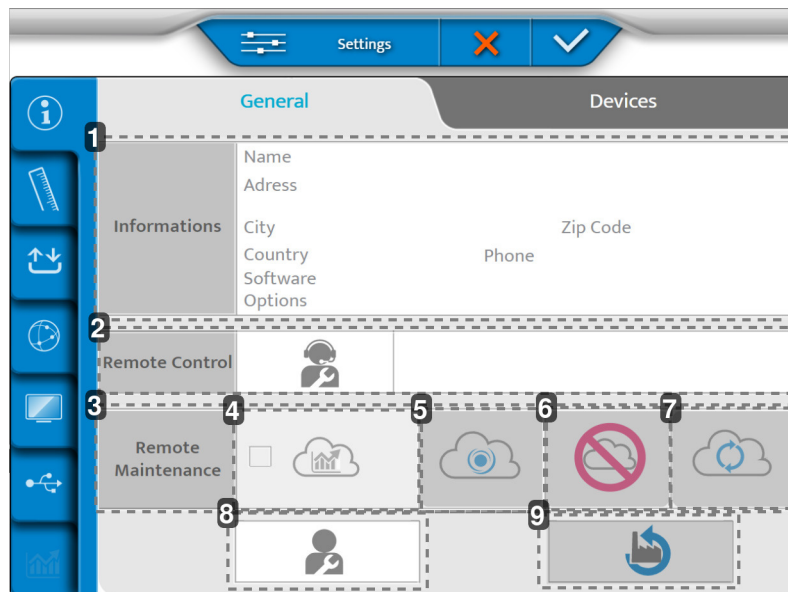 Settings
General Devices
1
Informations
Name
Adress
City Zip Code
Country Phone
Software
Options
2
Remote Control
3
Remote
Maintenance
4
5
6
7
8
9